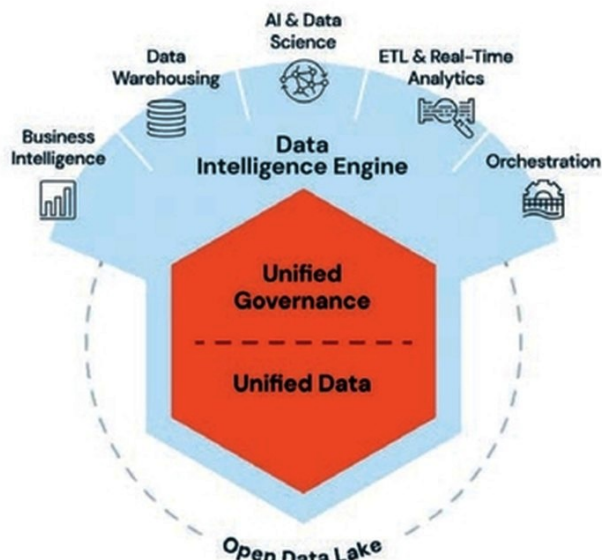 AI & Data
Science
Data
Warehousing
ETL & Real-Time
Analytics
Business
Intelligence
Orchestration
Data
Intelligence Engine
Unified
Governance
Unified Data
Open Data Lake